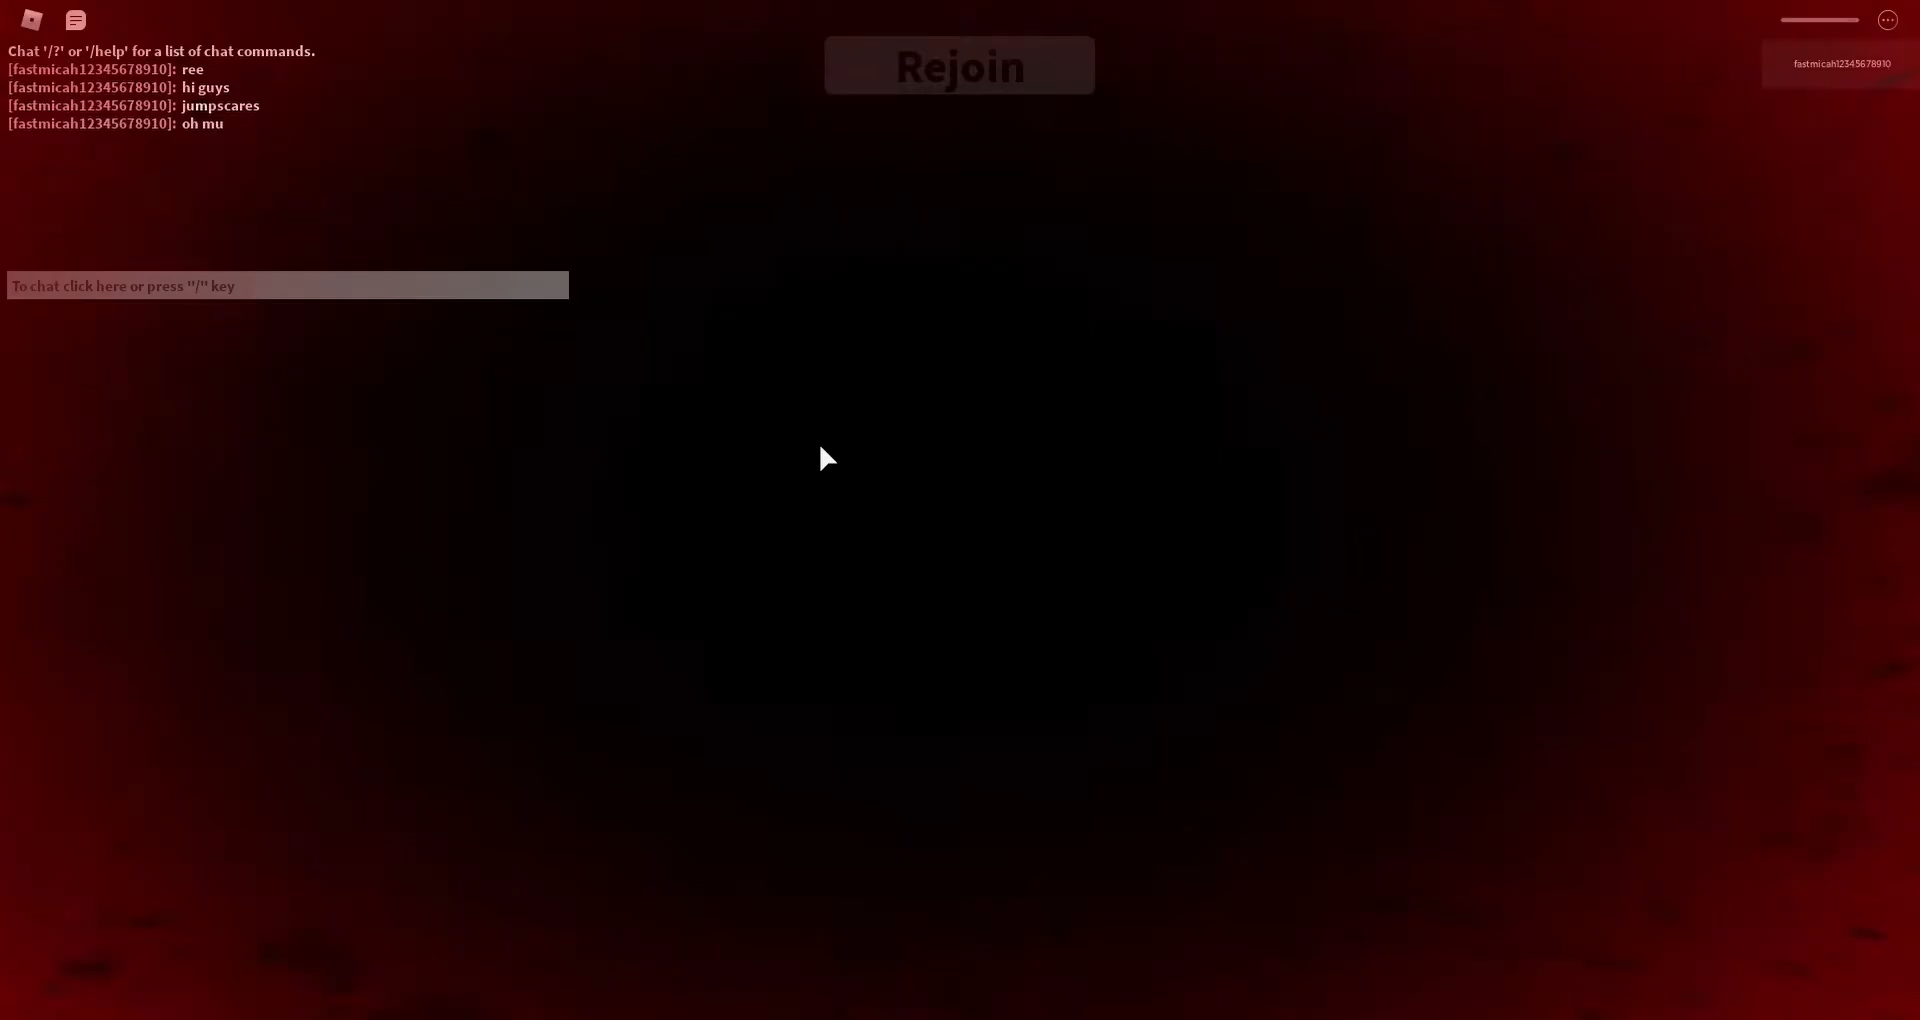 Chat '/?' or '/help' for a list of chat commands.
[fastmicah12345678910]: ree
[fastmicah12345678910]: hi guys
[fastmicah12345678910]: jumpscares
[fastmicah12345678910]: oh mu
Rejoin
fastmicah12345678910
To chat click here or press "/" key